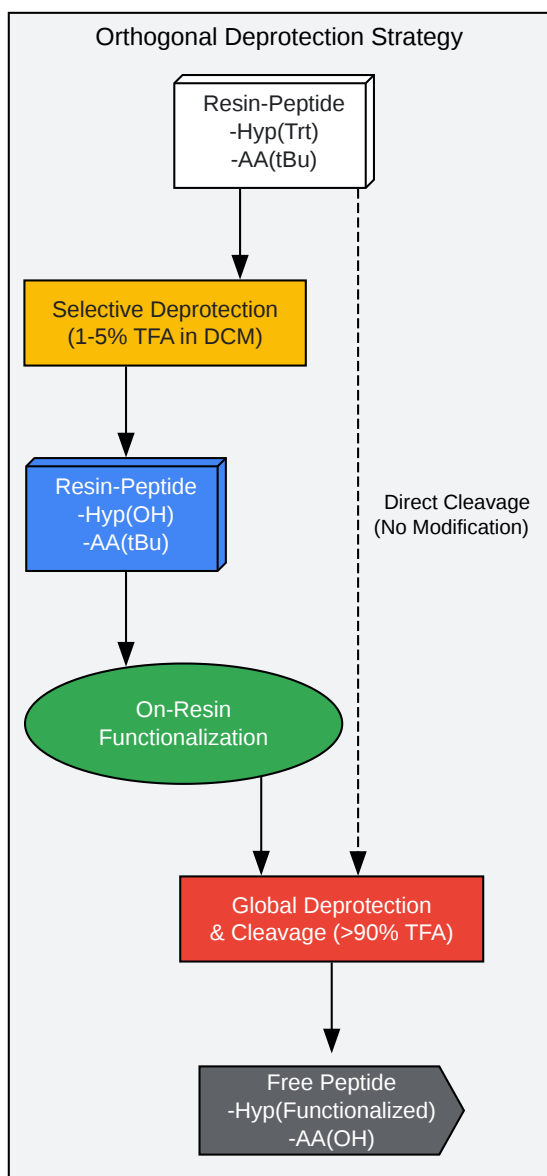 Orthogonal Deprotection Strategy
Resin-Peptide
-Hyp(Trt)
-AA(tBu)
Selective Deprotection
(1-5% TFA in DCM)
Resin-Peptide
-Hyp(OH)
-AA(tBu)
Direct Cleavage
(No Modification)
On-Resin
Functionalization
Global Deprotection
& Cleavage (>90% TFA)
Free Peptide
-Hyp(Functionalized)
-AA(OH)